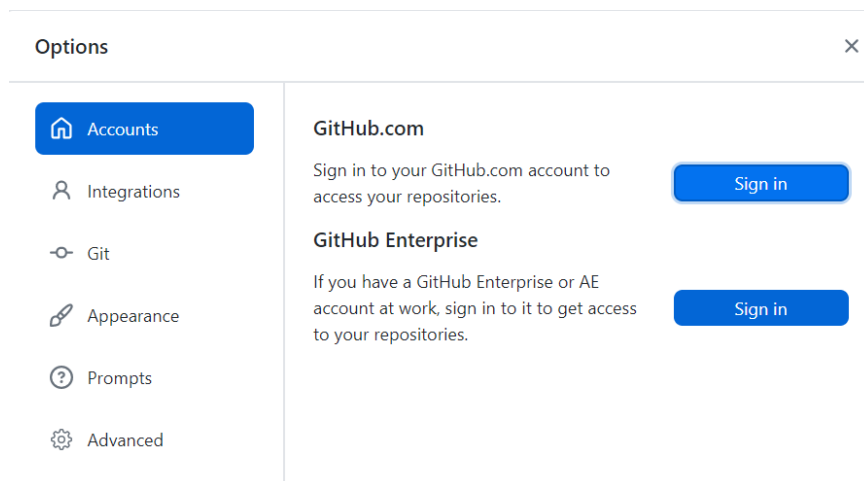 Options
Accounts
Integrations
Git
Appearance
Prompts
Advanced
GitHub.com
Sign in to your GitHub.com account to
access your repositories.
Sign in
GitHub Enterprise
If you have a GitHub Enterprise or AE
account at work, sign in to it to get access
to your repositories.
Sign in